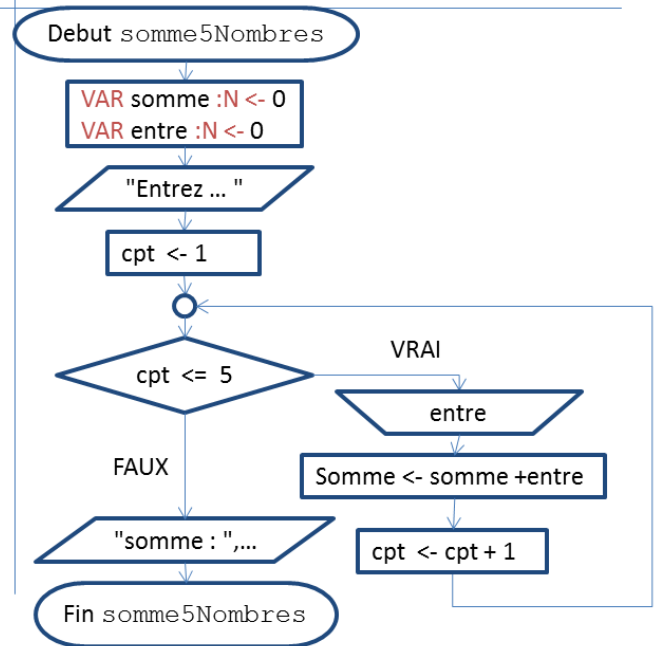 Debut somme5Nombres
VAR somme :N <- 0
VAR entre :N <- 0
"Entrez ... "
cpt <- 1
cpt <= 5
VRAI
entre
Somme <- somme +entre
cpt <- cpt + 1
FAUX
"somme : ",...
Fin somme5Nombres